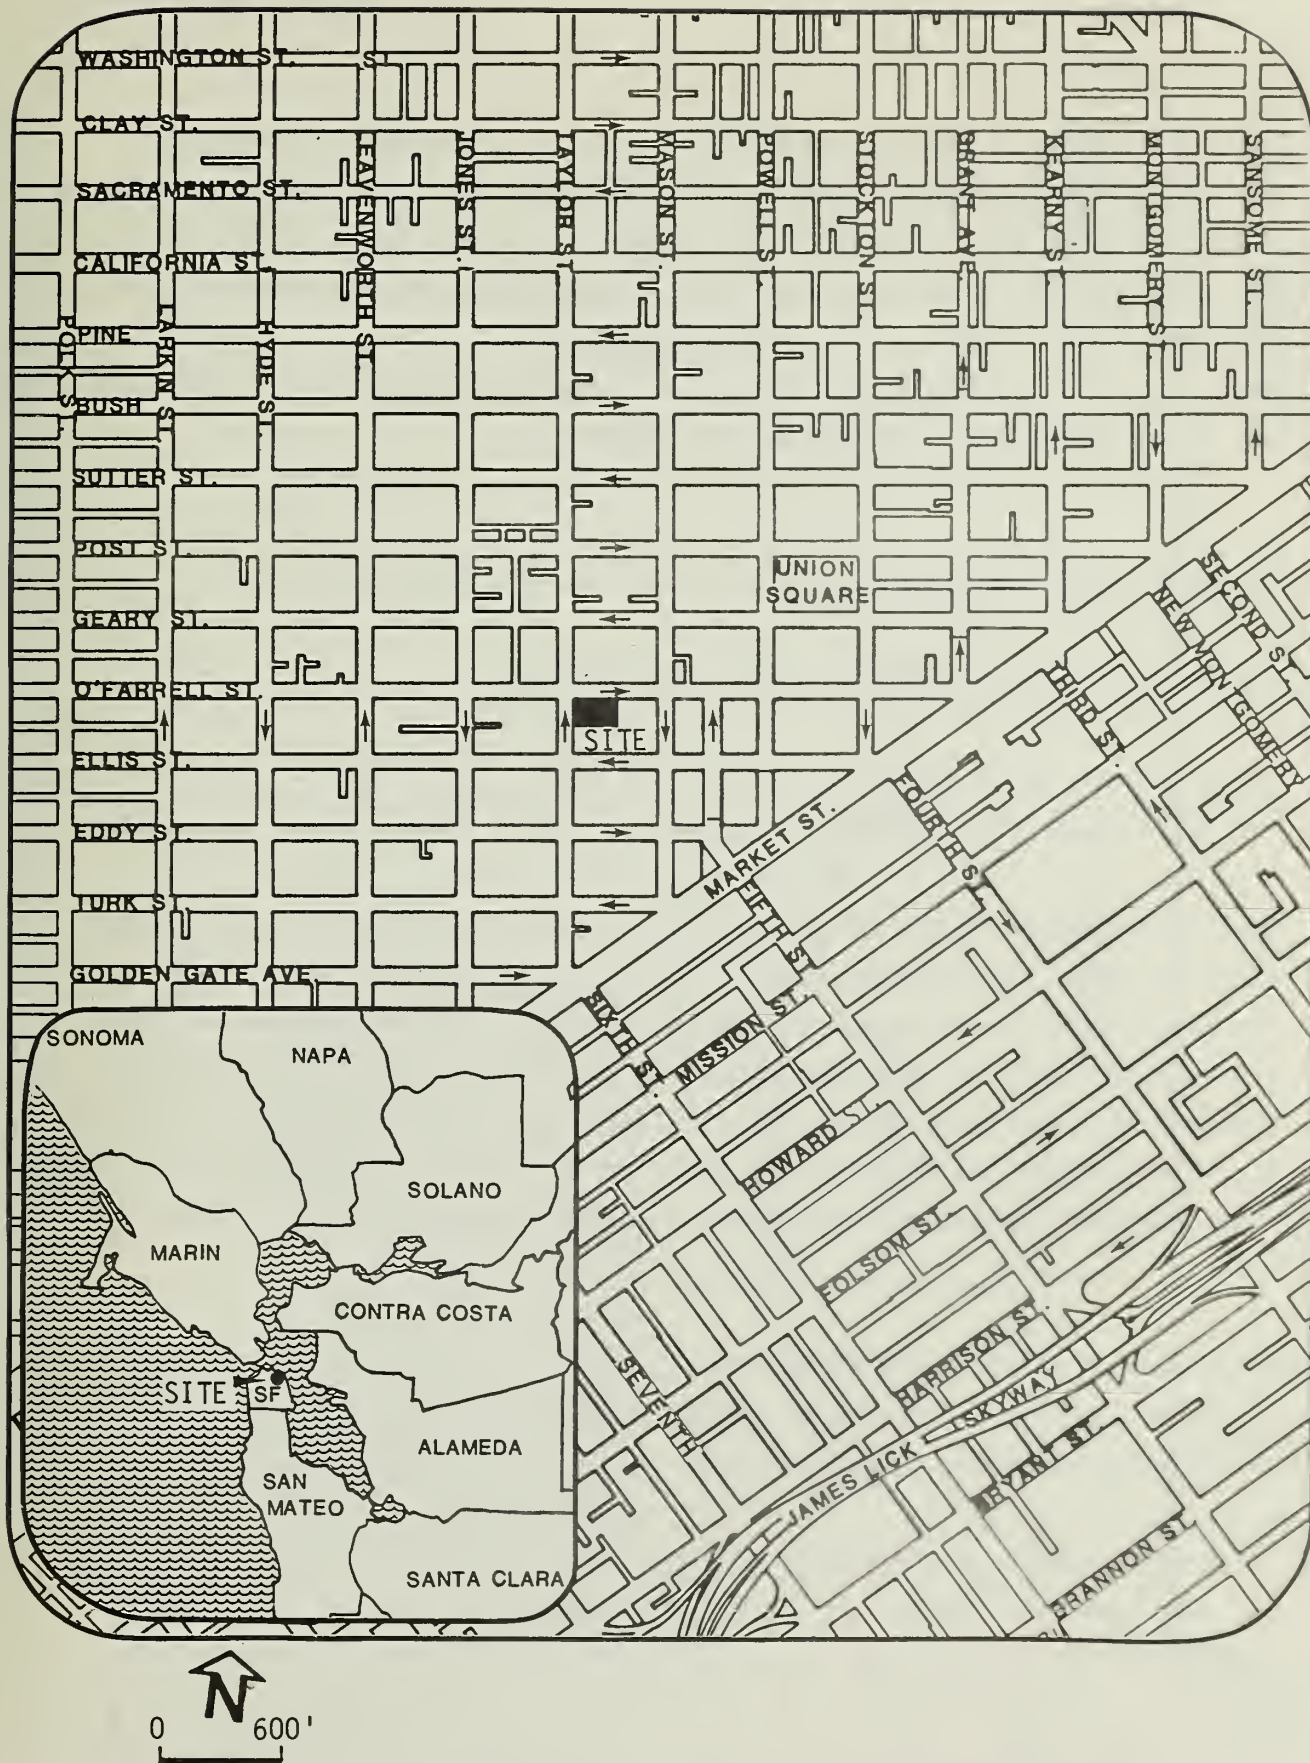 WASHINGTON ST.
ST
CLAY ST.
SACRAMENTO ST.
CALIFORNIA ST.
PINE
BUSH
SUTTER ST.
POST ST.
GEARY ST.
O'FARRELL ST.
ELLIS ST.
EDDY ST.
TURK ST.
GOLDEN GATE AVE.
POLK ST.
LARKIN ST.
HYDE ST.
LEAVENWORTH ST.
JONES ST.
TAYLOR ST
MASON ST.
POWELL ST.
STOCKTON ST.
GRANT AVE.
KEARNY ST.
MONTGOMERY ST.
SANSOME ST.
UNION
SQUARE
SITE
MARKET ST.
SECOND ST.
NEW MONTGOMERY
THIRD ST.
FOURTH ST.
FIFTH ST.
SIXTH ST.
SEVENTH
MISSION ST.
HOWARD ST.
FOLSOM ST.
HARRISON ST.
JAMES LICK SKYWAY
BRYANT ST.
BRANNON ST.
SONOMA
NAPA
SOLANO
MARIN
CONTRA COSTA
SITE
SF
ALAMEDA
SAN
MATEO
SANTA CLARA
N
0 600'